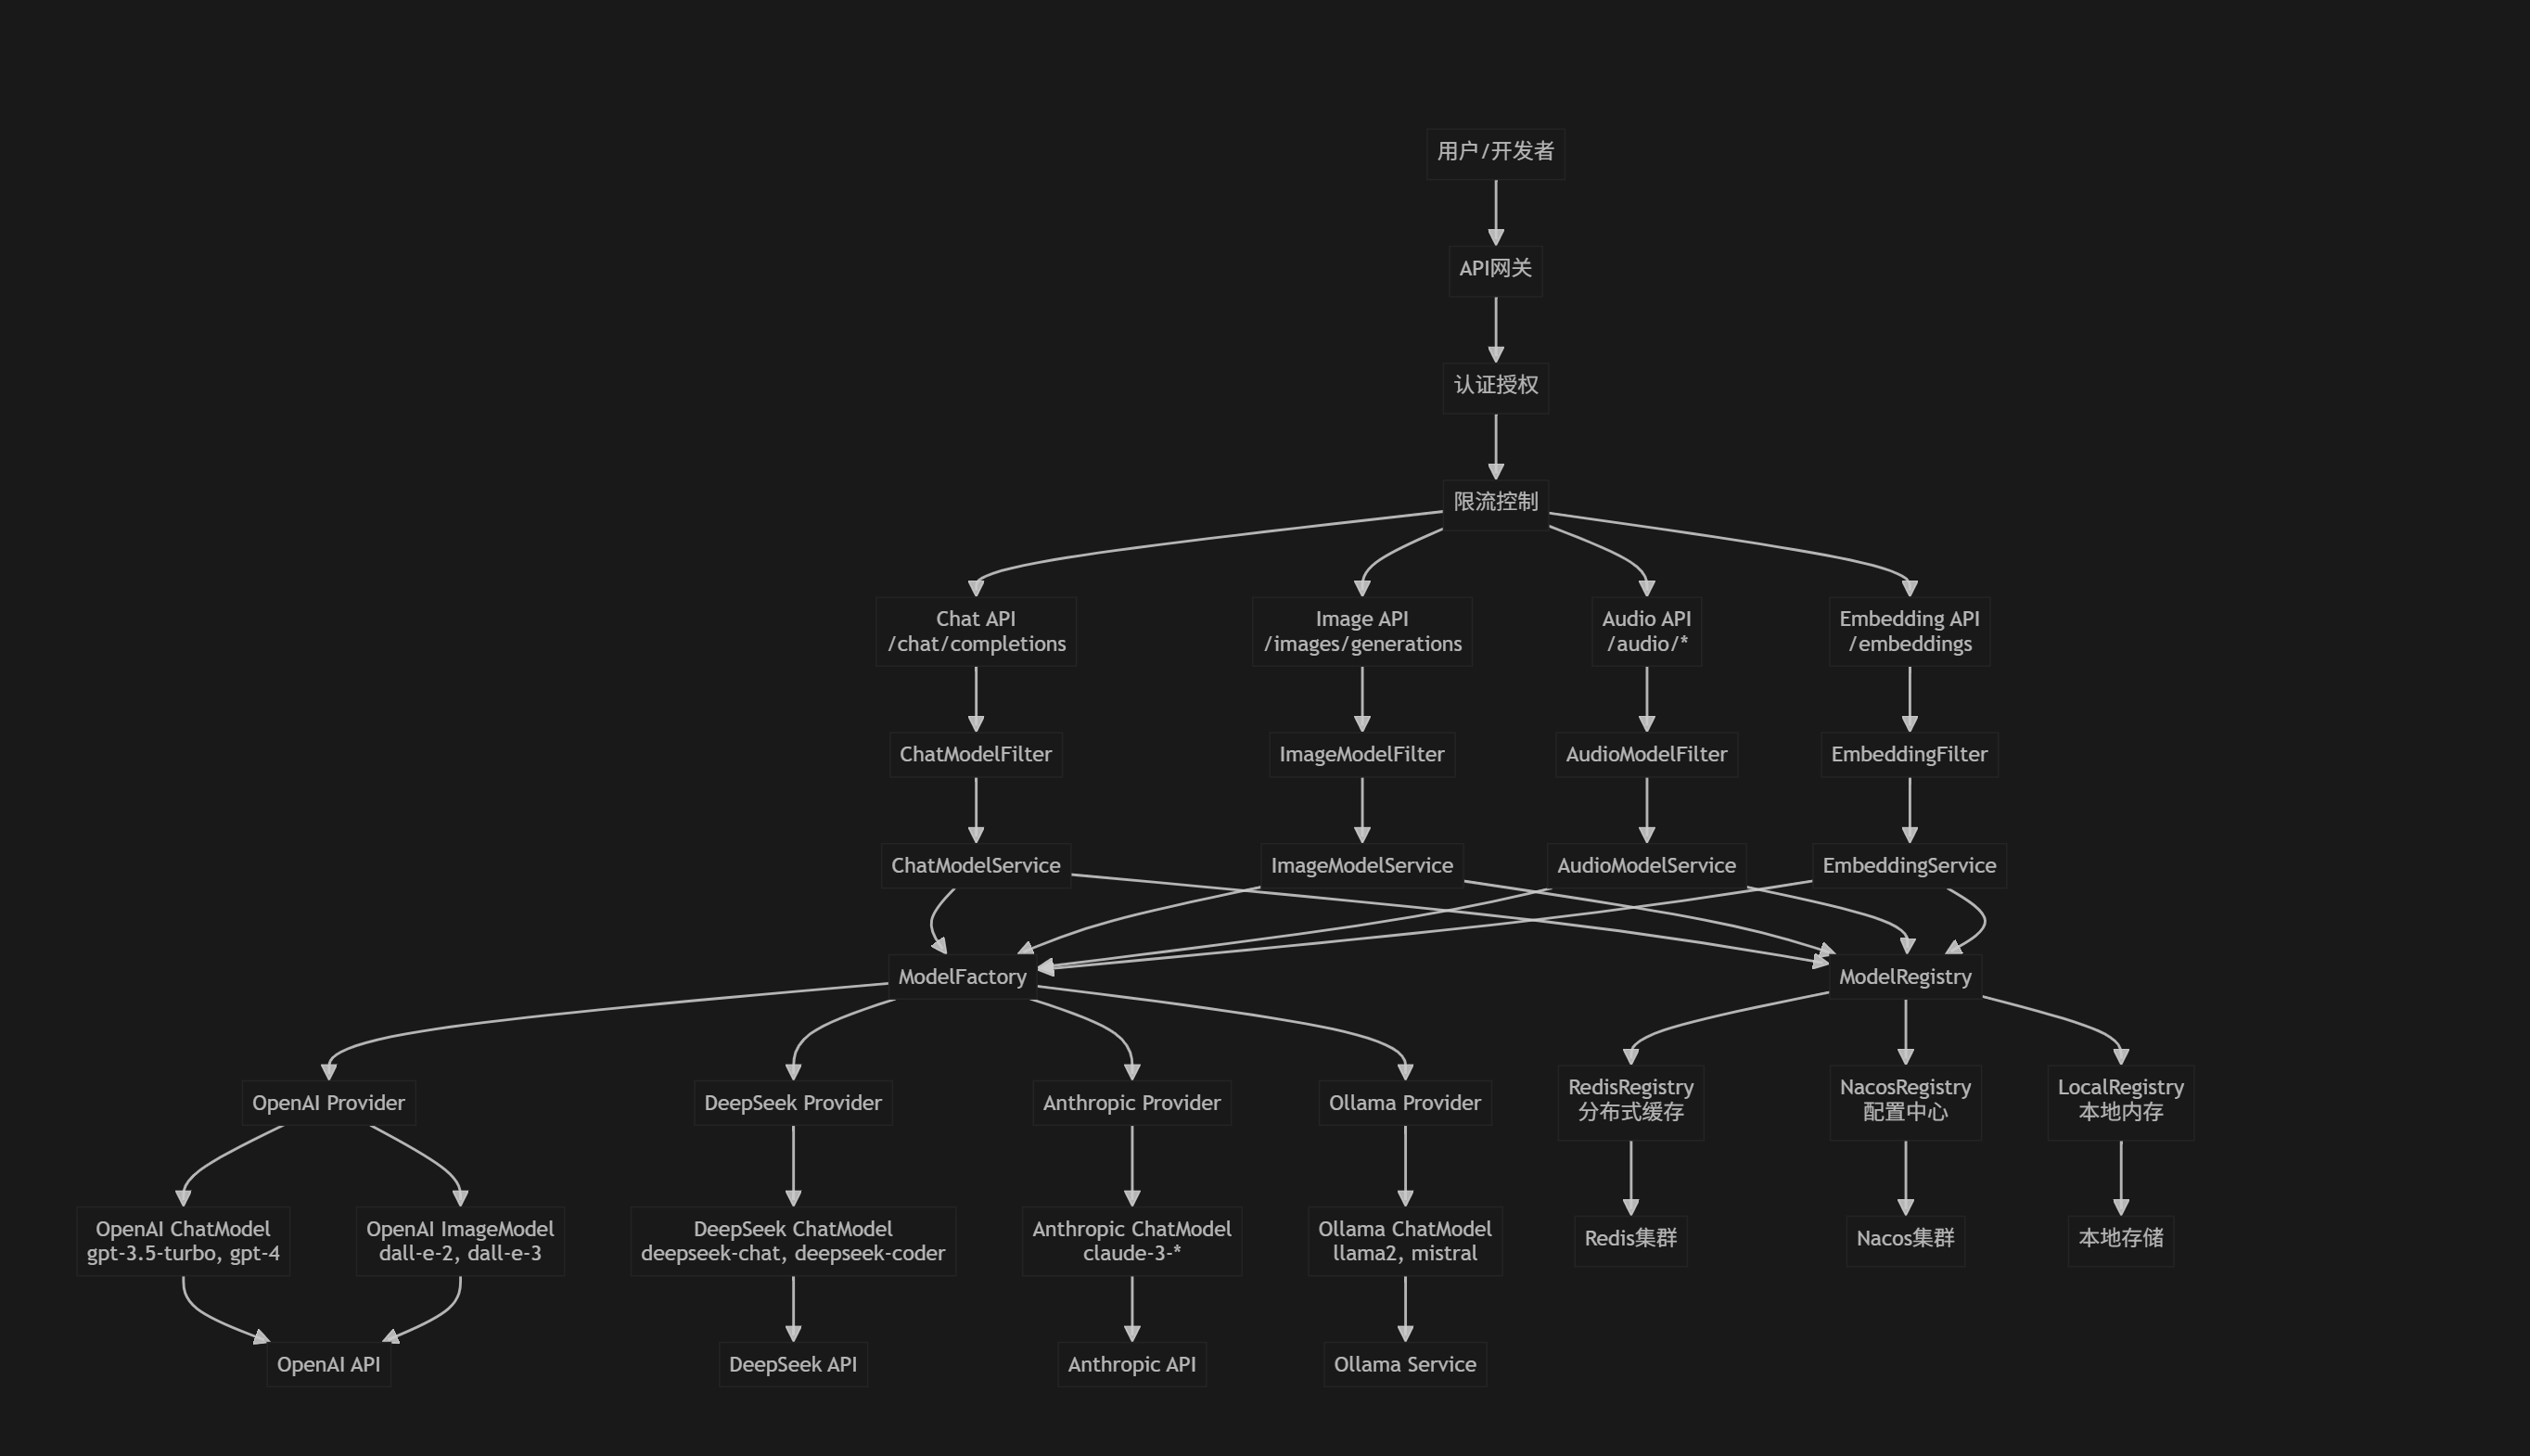 用户/开发者
API网关
认证授权
限流控制
Chat API
/chat/completions
Image API
/images/generations
Audio API
/audio/*
Embedding API
/embeddings
ChatModelFilter
ImageModelFilter
AudioModelFilter
EmbeddingFilter
ChatModelService
ImageModelService
AudioModelService
EmbeddingService
ModelFactory
ModelRegistry
OpenAI Provider
DeepSeek Provider
Anthropic Provider
Ollama Provider
RedisRegistry
分布式缓存
NacosRegistry
配置中心
LocalRegistry
本地内存
OpenAI ChatModel
gpt-3.5-turbo, gpt-4
OpenAI ImageModel
dall-e-2, dall-e-3
DeepSeek ChatModel
deepseek-chat, deepseek-coder
Anthropic ChatModel
claude-3-*
Ollama ChatModel
llama2, mistral
Redis集群
Nacos集群
本地存储
OpenAI API
DeepSeek API
Anthropic API
Ollama Service